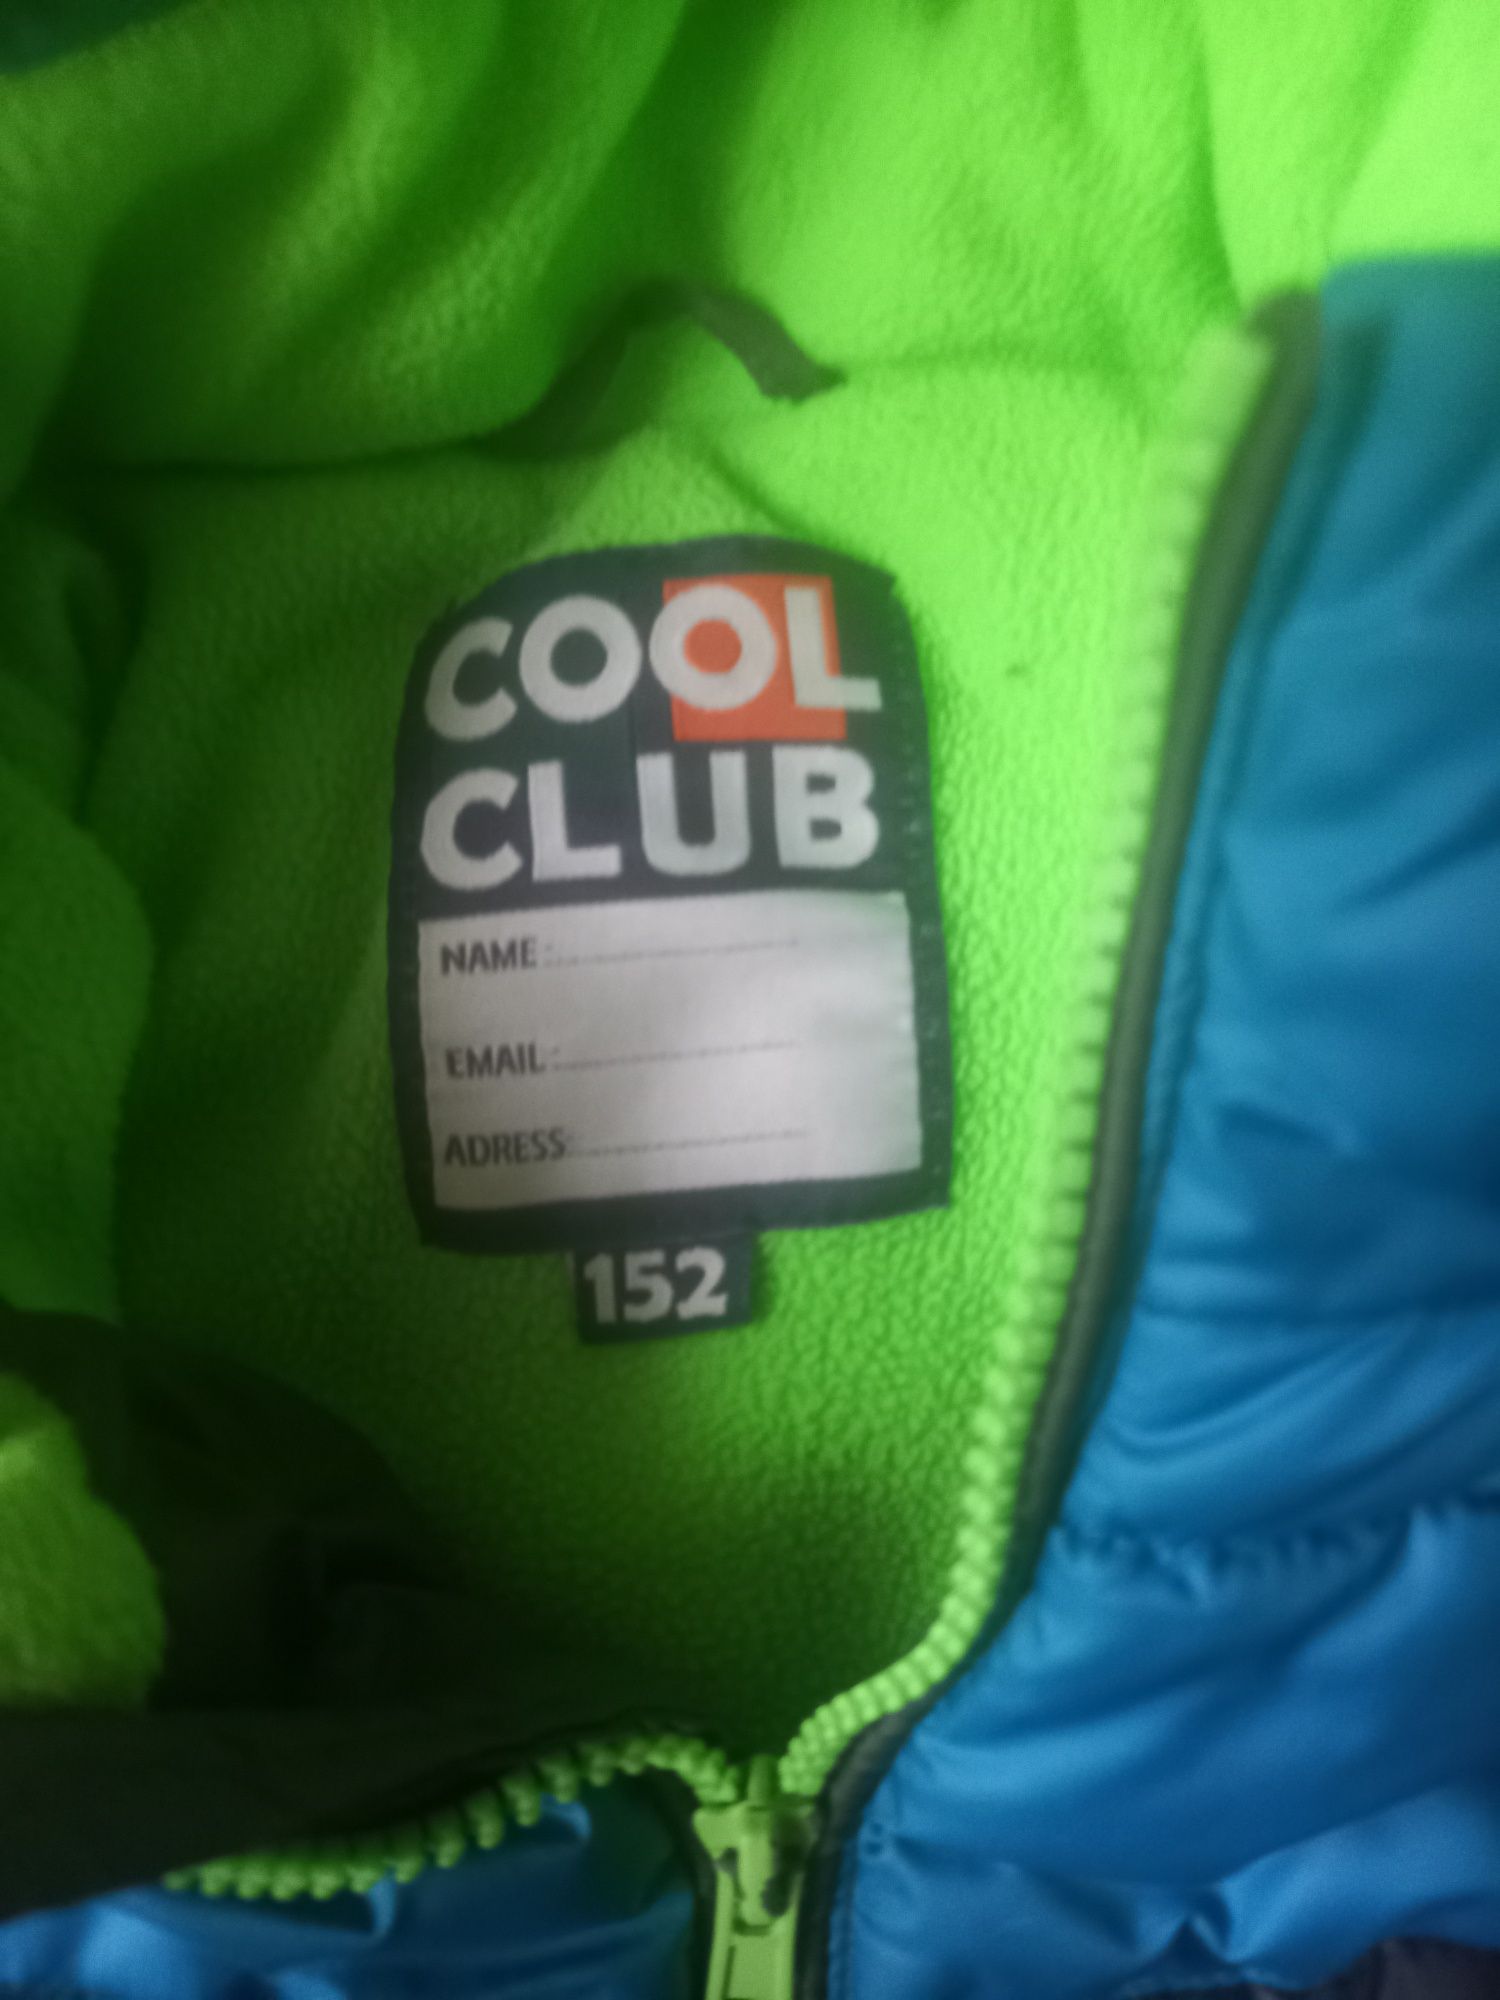 COOL
CLUB
NAME:
EMAIL:
ADRESS:
152